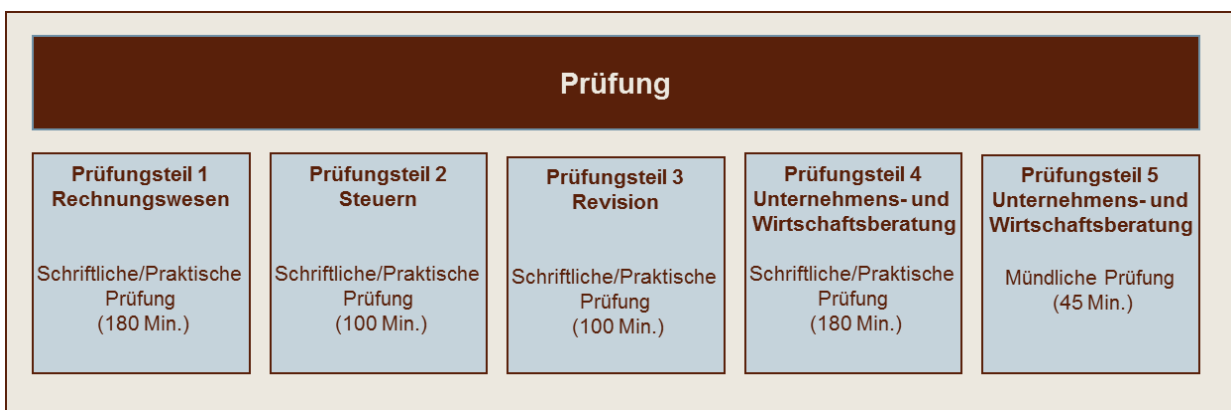 Prüfung
Prüfungsteil 1
Rechnungswesen
Schriftliche/Praktische
Prüfung
(180 Min.)
Prüfungsteil 2
Steuern
Schriftliche/Praktische
Prüfung
(100 Min.)
Prüfungsteil 3
Revision
Schriftliche/Praktische
Prüfung
(100 Min.)
Prüfungsteil 4
Unternehmens- und
Wirtschaftsberatung
Schriftliche/Praktische
Prüfung
(180 Min.)
Prüfungsteil 5
Unternehmens- und
Wirtschaftsberatung
Mündliche Prüfung
(45 Min.)